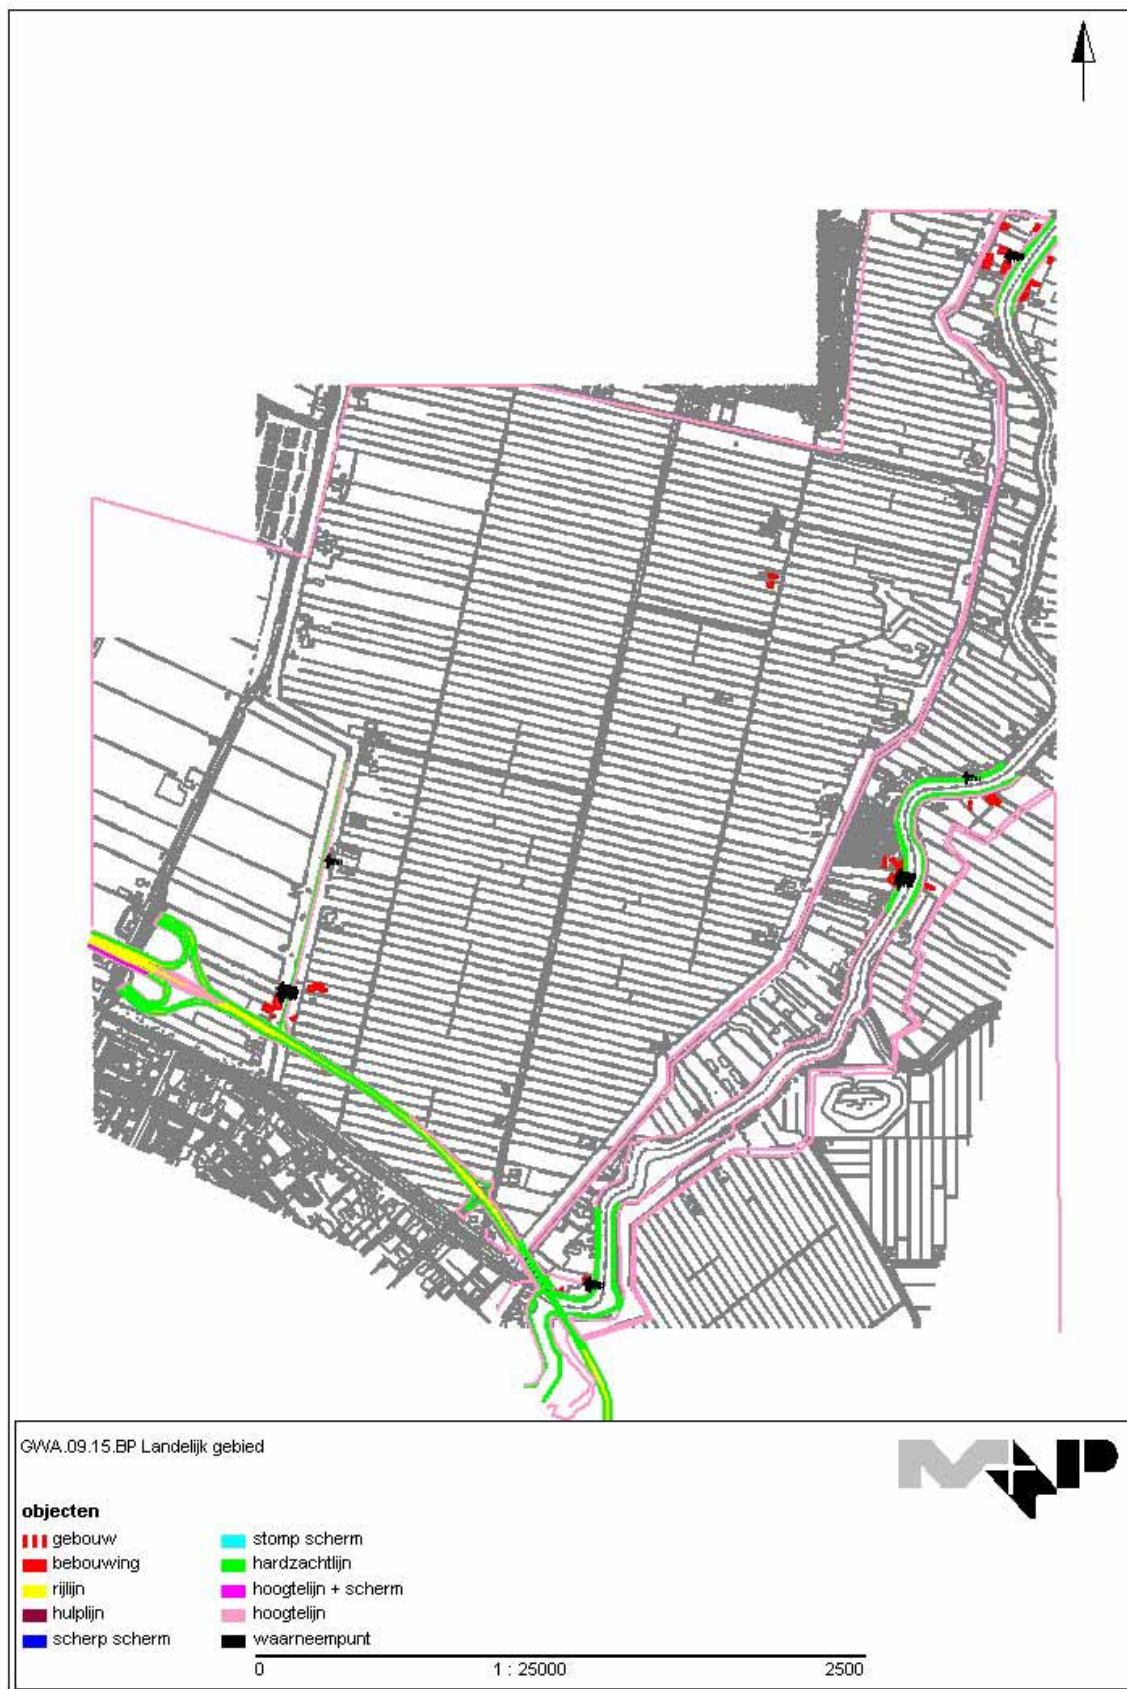 GWA.09.15.BP Landelijk gebied
M+P
objecten
gebouw
bebouwing
rijlijn
hulplijn
scherp scherm
stomp scherm
hardzachtlijn
hoogtelijn + scherm
hoogtelijn
waarneempunt
0 1 : 25000 2500